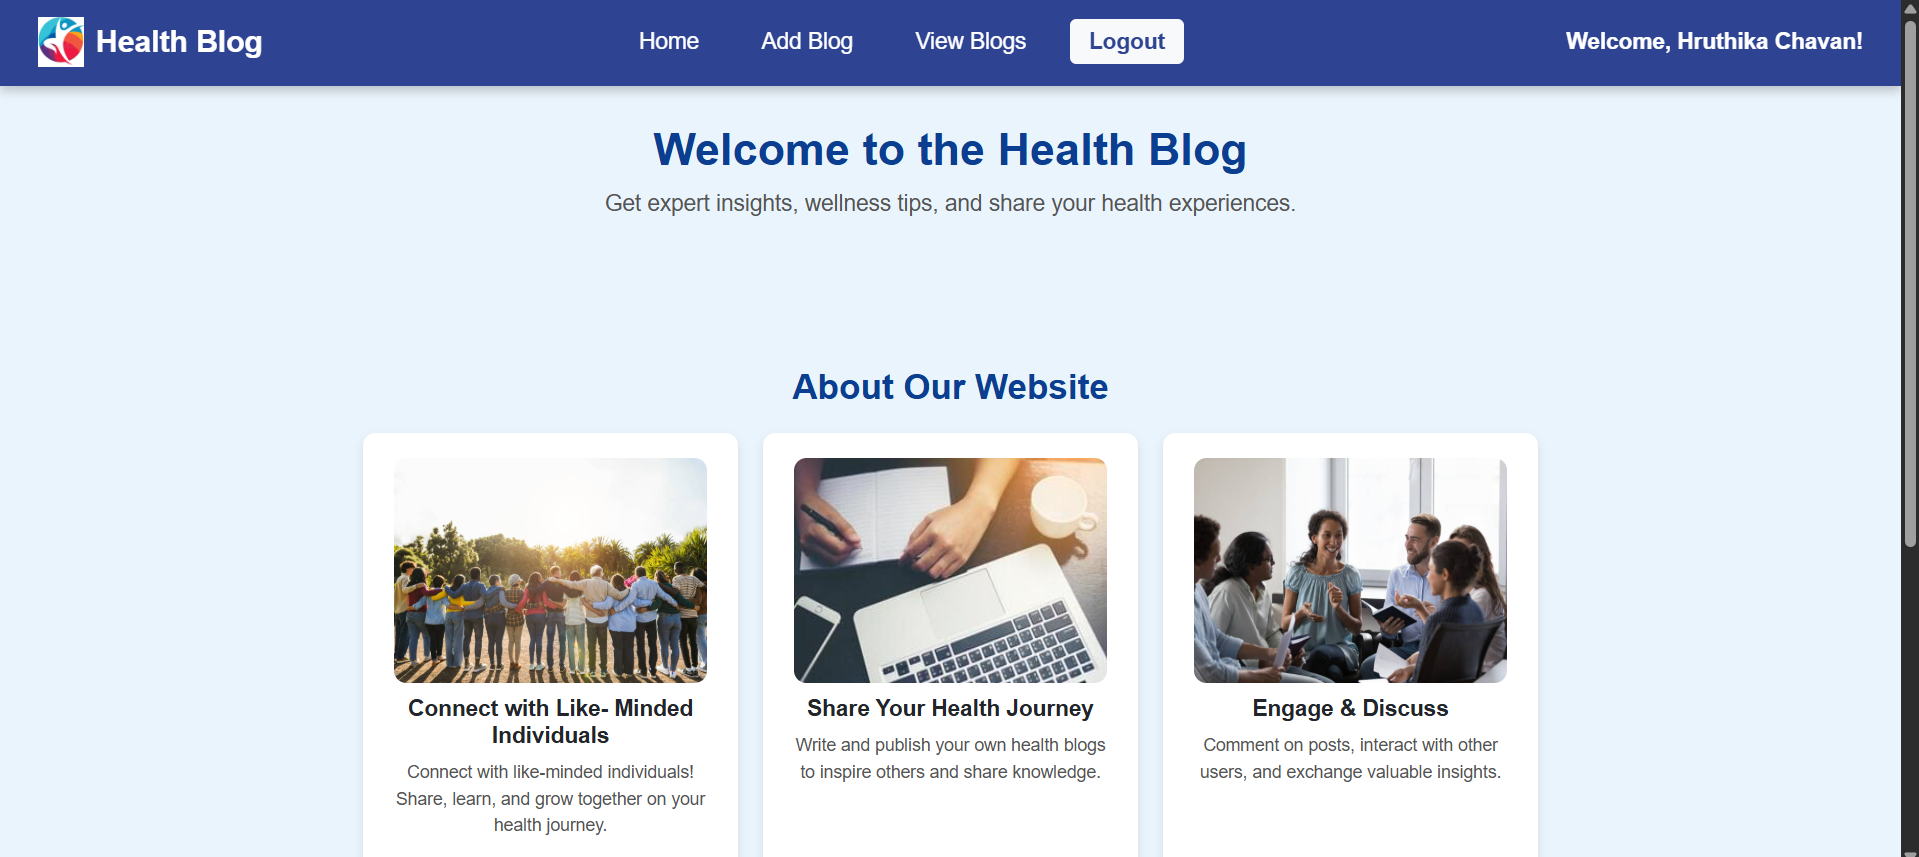 Health Blog
Home
Add Blog
View Blogs
Logout
Welcome, Hruthika Chavan!
Welcome to the Health Blog
Get expert insights, wellness tips, and share your health experiences.
About Our Website
Connect with Like- Minded
Individuals
Connect with like-minded individuals!
Share, learn, and grow together on your
health journey.
Share Your Health Journey
Write and publish your own health blogs
to inspire others and share knowledge.
Engage & Discuss
Comment on posts, interact with other
users, and exchange valuable insights.